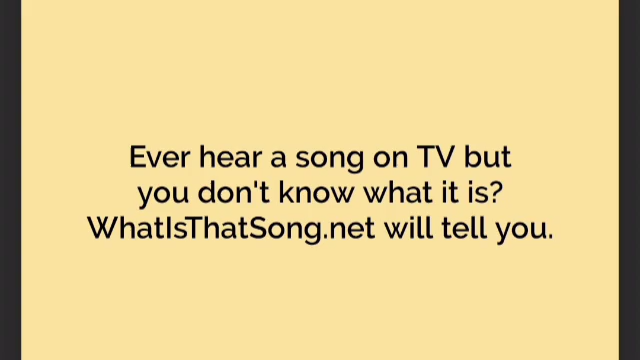 Ever hear a song on TV but
you don't know what it is?
WhatIsThatSong.net will tell you.